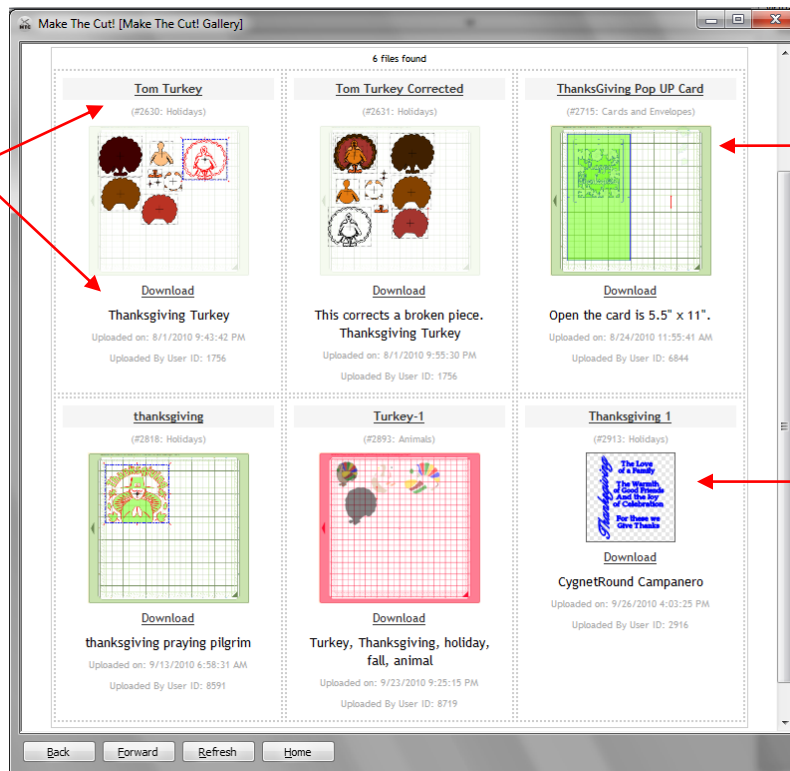 Make The Cut! [Make The Cut! Gallery]
6 files found
Tom Turkey
(#2630: Holidays)
Download
Thanksgiving Turkey
Uploaded on: 8/1/2010 9:43:42 PM
Uploaded By User ID: 1756
Tom Turkey Corrected
(#2631: Holidays)
Download
This corrects a broken piece.
Thanksgiving Turkey
Uploaded on: 8/1/2010 9:55:30 PM
Uploaded By User ID: 1756
ThanksGiving Pop UP Card
(#2715: Cards and Envelopes)
Download
Open the card is 5.5" x 11".
Uploaded on: 8/24/2010 11:55:41 AM
Uploaded By User ID: 6844
thanksgiving
(#2818: Holidays)
Download
thanksgiving praying pilgrim
Uploaded on: 9/13/2010 6:58:31 AM
Uploaded By User ID: 8591
Turkey-1
(#2893: Animals)
Download
Turkey, Thanksgiving, holiday,
fall, animal
Uploaded on: 9/23/2010 9:25:15 PM
Uploaded By User ID: 8719
Thanksgiving 1
(#2913: Holidays)
Thanksgiving
The Love
of a Family
The Warmth
of Good Friends
And the Joy
of Celebration
For these we
Give Thanks
Download
CygnetRound Campanero
Uploaded on: 9/26/2010 4:03:25 PM
Uploaded By User ID: 2916
Back
Forward
Refresh
Home